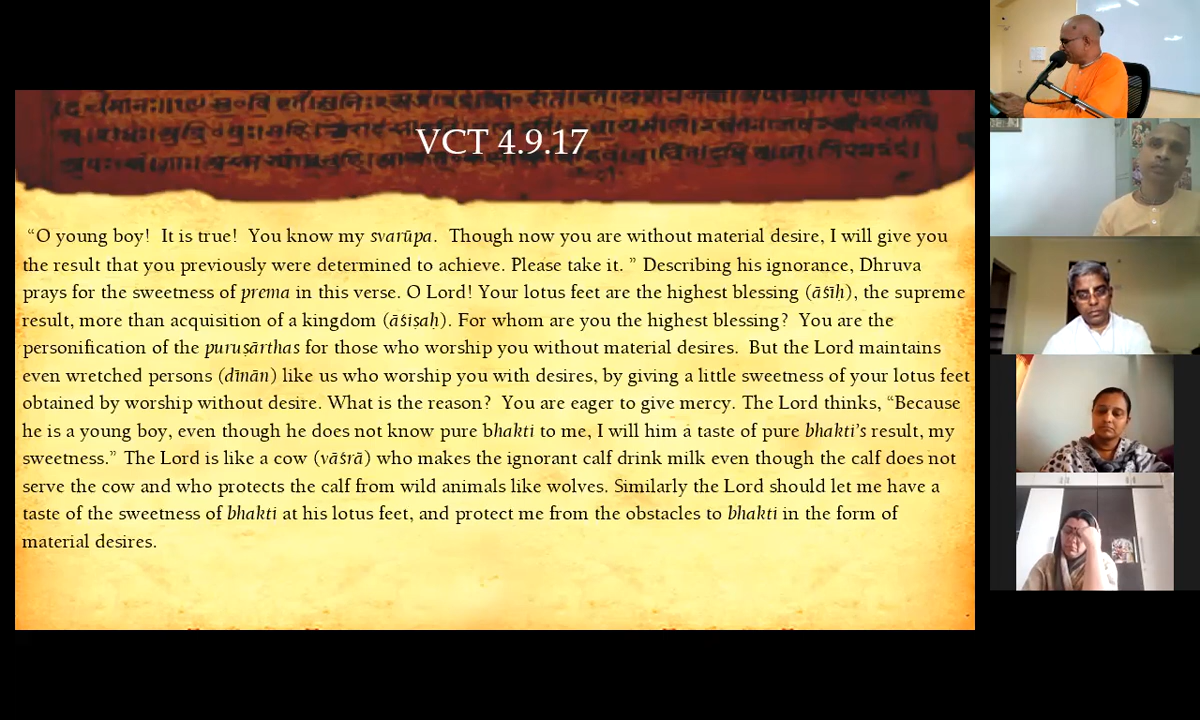 VCT 4.9.17
“O young boy!  It is true!  You know my svarūpa.  Though now you are without material desire, I will give you
the result that you previously were determined to achieve. Please take it. ” Describing his ignorance, Dhruva
prays for the sweetness of prema in this verse. O Lord! Your lotus feet are the highest blessing (āśīḥ), the supreme
result, more than acquisition of a kingdom (āśiṣaḥ). For whom are you the highest blessing?  You are the
personification of the puruṣārthas for those who worship you without material desires.  But the Lord maintains
even wretched persons (dīnān) like us who worship you with desires, by giving a little sweetness of your lotus feet
obtained by worship without desire. What is the reason?  You are eager to give mercy. The Lord thinks, “Because
he is a young boy, even though he does not know pure bhakti to me, I will him a taste of pure bhakti’s result, my
sweetness.” The Lord is like a cow (vāśrā) who makes the ignorant calf drink milk even though the calf does not
serve the cow and who protects the calf from wild animals like wolves. Similarly the Lord should let me have a
taste of the sweetness of bhakti at his lotus feet, and protect me from the obstacles to bhakti in the form of
material desires.